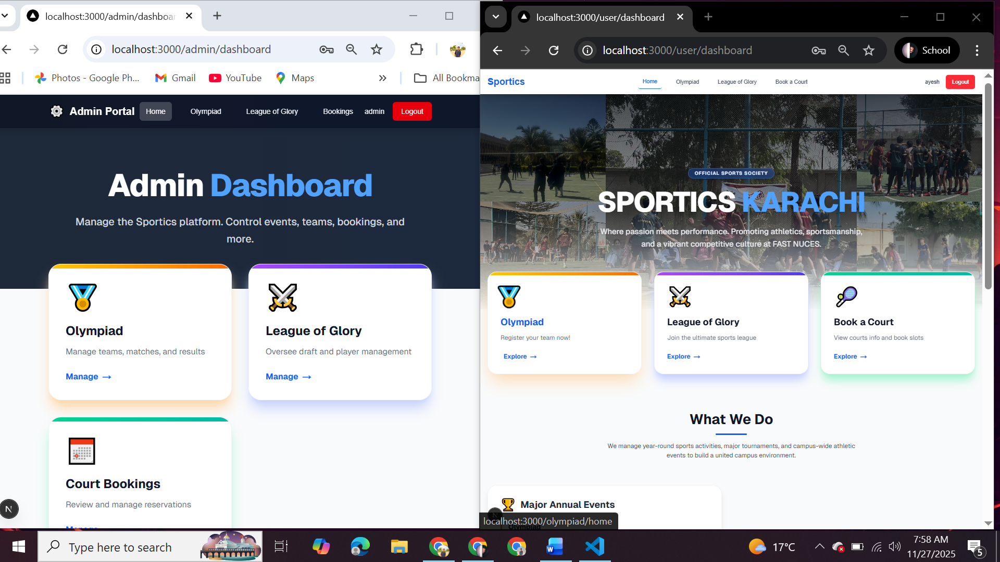 localhost:3000/admin/dashboar
localhost:3000/admin/dashboard
Photos - Google Ph...
Gmail
YouTube
Maps
All Bookma
Admin Portal
Home
Olympiad
League of Glory
Bookings
admin
Logout
Admin Dashboard
Manage the Sportics platform. Control events, teams, bookings, and
more.
Olympiad
Manage teams, matches, and results
Manage →
League of Glory
Oversee draft and player management
Manage →
Court Bookings
Review and manage reservations
Manage
N
localhost:3000/user/dashboard
localhost:3000/user/dashboard
School
Sportics
Home
Olympiad
League of Glory
Book a Court
ayesh
Logout
OFFICIAL SPORTS SOCIETY
SPORTICS KARACHI
Where passion meets performance. Promoting athletics, sportsmanship,
and a vibrant competitive culture at FAST NUCES.
Olympiad
Register your team now!
Explore →
League of Glory
Join the ultimate sports league
Explore →
Book a Court
View courts info and book slots
Explore →
What We Do
We manage year-round sports activities, major tournaments, and campus-wide athletic
events to build a united campus environment.
Major Annual Events
localhost:3000/olympiad/home
Olympiad
Type here to search
17°C
7:58 AM
11/27/2025
5